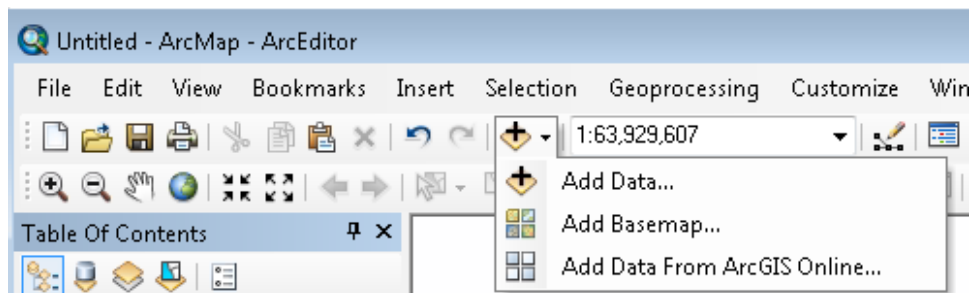 Untitled - ArcMap - ArcEditor
File Edit View Bookmarks Insert Selection Geoprocessing Customize Win
1:63,929,607
Add Data...
Add Basemap...
Table Of Contents
Add Data From ArcGIS Online...